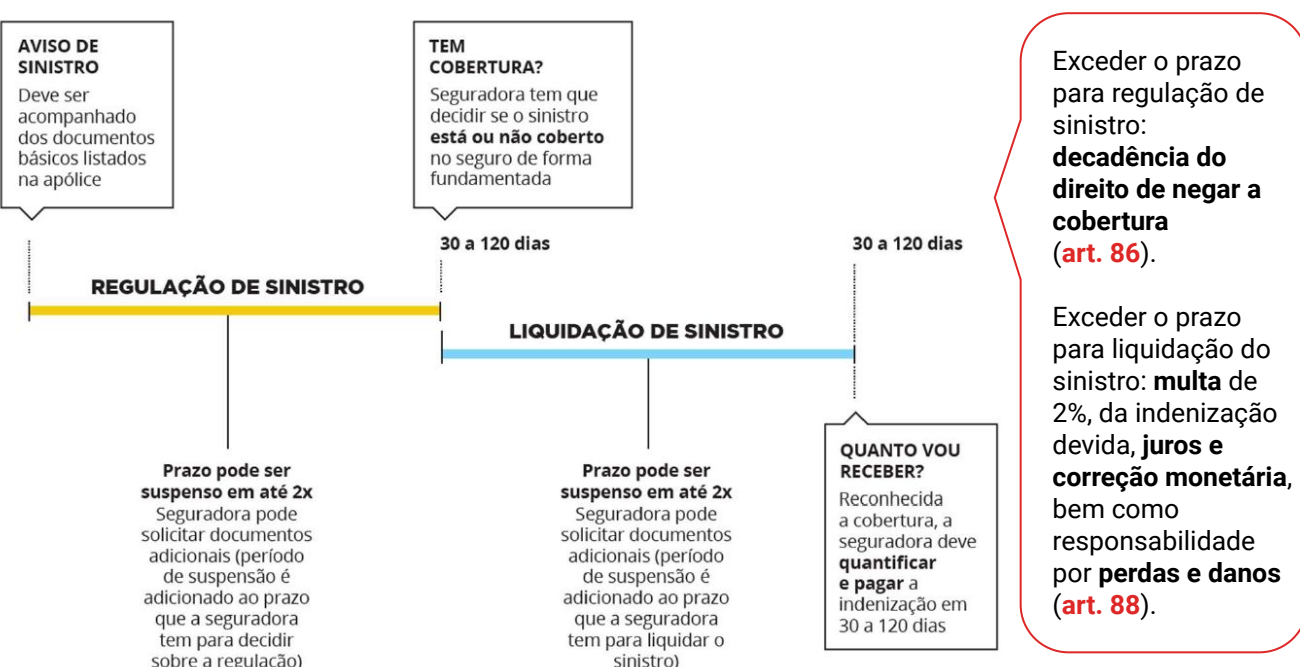 AVISO DE
SINISTRO
Deve ser
acompanhado
dos documentos
básicos listados
na apólice
TEM
COBERTURA?
Seguradora tem que
decidir se o sinistro
está ou não coberto
no seguro de forma
fundamentada
30 a 120 dias
30 a 120 dias
REGULAÇÃO DE SINISTRO
LIQUIDAÇÃO DE SINISTRO
Prazo pode ser
suspenso em até 2x
Seguradora pode
solicitar documentos
adicionais (período
de suspensão é
adicionado ao prazo
que a seguradora
tem para decidir
sobre a regulação)
Prazo pode ser
suspenso em até 2x
Seguradora pode
solicitar documentos
adicionais (período
de suspensão é
adicionado ao prazo
que a seguradora
tem para liquidar o
sinistro)
QUANTO VOU
RECEBER?
Reconhecida
a cobertura, a
seguradora deve
quantificar
e pagar a
indenização em
30 a 120 dias
Exceder o prazo
para regulação de
sinistro:
decadência do
direito de negar a
cobertura
(art. 86).
Exceder o prazo
para liquidação do
sinistro: multa de
2%, da indenização
devida, juros e
correção monetária,
bem como
responsabilidade
por perdas e danos
(art. 88).